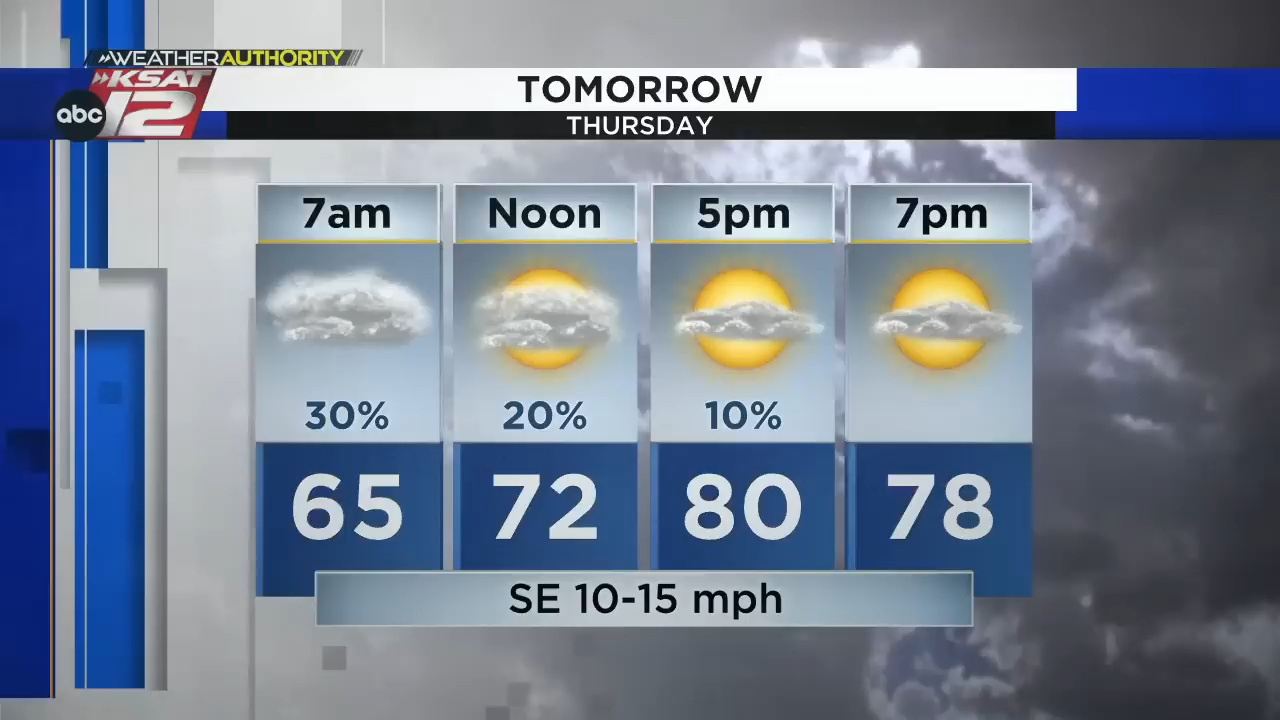 WEATHERAUTHORITY
KSAT
abc 12
TOMORROW
THURSDAY
7am Noon 5pm 7pm
30% 20% 10%
65 72 80 78
SE 10-15 mph